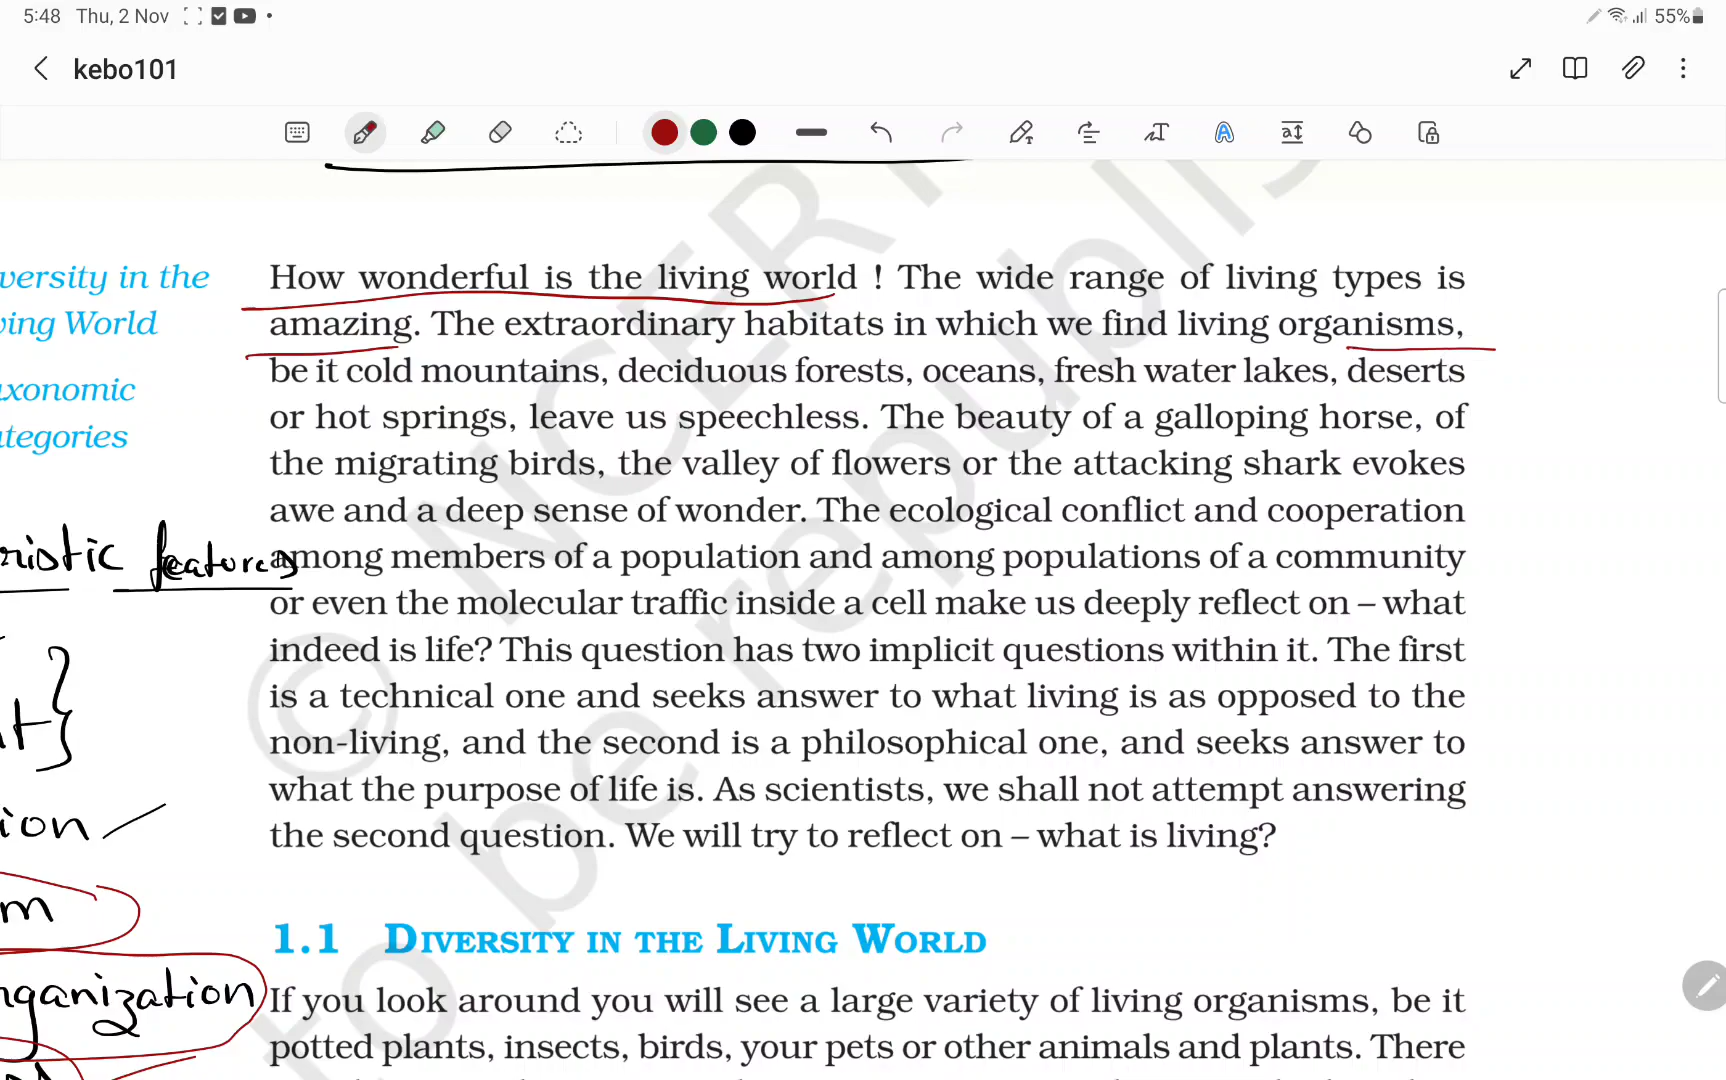 5:48 Thu, 2 Nov
55%
kebo101
How wonderful is the living world ! The wide range of living types is
amazing. The extraordinary habitats in which we find living organisms,
be it cold mountains, deciduous forests, oceans, fresh water lakes, deserts
or hot springs, leave us speechless. The beauty of a galloping horse, of
the migrating birds, the valley of flowers or the attacking shark evokes
awe and a deep sense of wonder. The ecological conflict and cooperation
among members of a population and among populations of a community
or even the molecular traffic inside a cell make us deeply reflect on – what
indeed is life? This question has two implicit questions within it. The first
is a technical one and seeks answer to what living is as opposed to the
non-living, and the second is a philosophical one, and seeks answer to
what the purpose of life is. As scientists, we shall not attempt answering
the second question. We will try to reflect on – what is living?
1.1 DIVERSITY IN THE LIVING WORLD
If you look around you will see a large variety of living organisms, be it
potted plants, insects, birds, your pets or other animals and plants. There
versity in the
ving World
axonomic
ategories
ristic features
t}
ion
m
rganization
© NCERT
to be republis